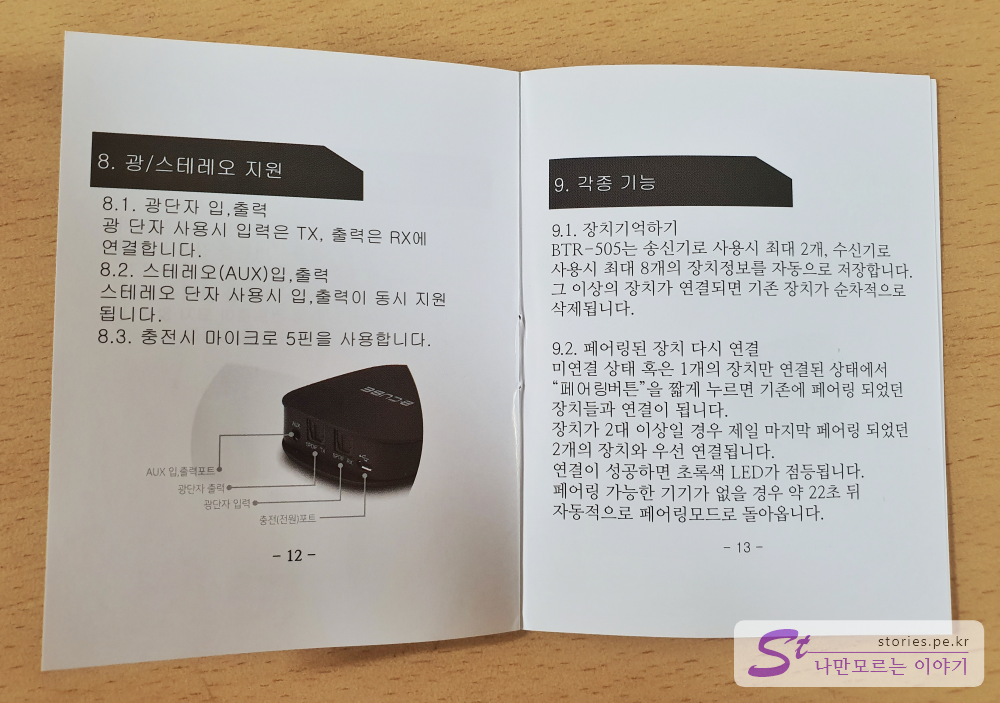 8. 광/스테레오 지원
8.1. 광단자 입,출력
광 단자 사용시 입력은 TX, 출력은 RX에
연결합니다.
8.2. 스테레오(AUX)입,출력
스테레오 단자 사용시 입,출력이 동시 지원
됩니다.
8.3. 충전시 마이크로 5핀을 사용합니다.
BCUBE
AUX
SPDIF TX
SPDIF RX
AUX 입,출력포트
광단자 출력
광단자 입력
충전(전원)포트
- 12 -
9. 각종 기능
9.1. 장치기억하기
BTR-505는 송신기로 사용시 최대 2개, 수신기로
사용시 최대 8개의 장치정보를 자동으로 저장합니다.
그 이상의 장치가 연결되면 기존 장치가 순차적으로
삭제됩니다.
9.2. 페어링된 장치 다시 연결
미연결 상태 혹은 1개의 장치만 연결된 상태에서
“페어링버튼”을 짧게 누르면 기존에 페어링 되었던
장치들과 연결이 됩니다.
장치가 2대 이상일 경우 제일 마지막 페어링 되었던
2개의 장치와 우선 연결됩니다.
연결이 성공하면 초록색 LED가 점등됩니다.
페어링 가능한 기기가 없을 경우 약 22초 뒤
자동적으로 페어링모드로 돌아옵니다.
- 13 -
St
stories.pe.kr
나만모르는 이야기